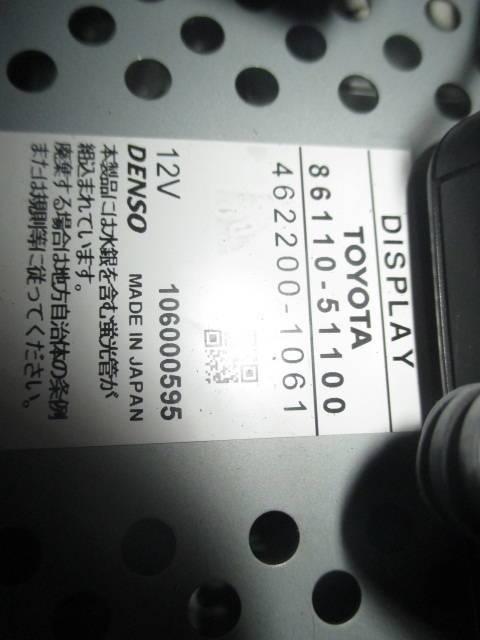 DISPLAY
TOYOTA
86110-51100
462200-1061
12V 106000595
DENSO MADE IN JAPAN
本製品には水銀を含む蛍光管が
組込まれています。
廃棄する場合は地方自治体の条例
または規則等に従ってください。